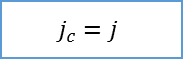 j_c = j